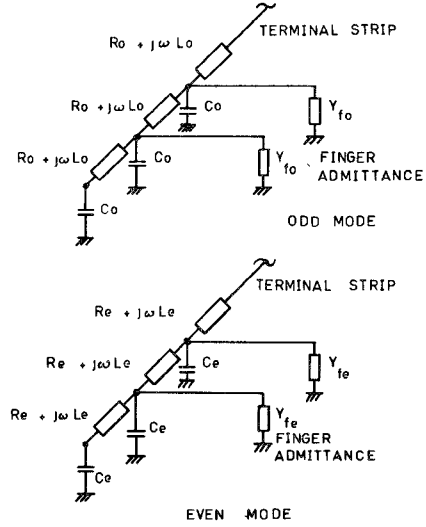 TERMINAL STRIP
Ro + jωLo
Ro + jωLo
Co
Yfo
Ro + jωLo
Co
Yfo
FINGER
ADMITTANCE
Co
ODD MODE
TERMINAL STRIP
Re + jωLe
Re + jωLe
Ce
Yfe
Re + jωLe
Ce
Yfe
FINGER
ADMITTANCE
Ce
EVEN MODE